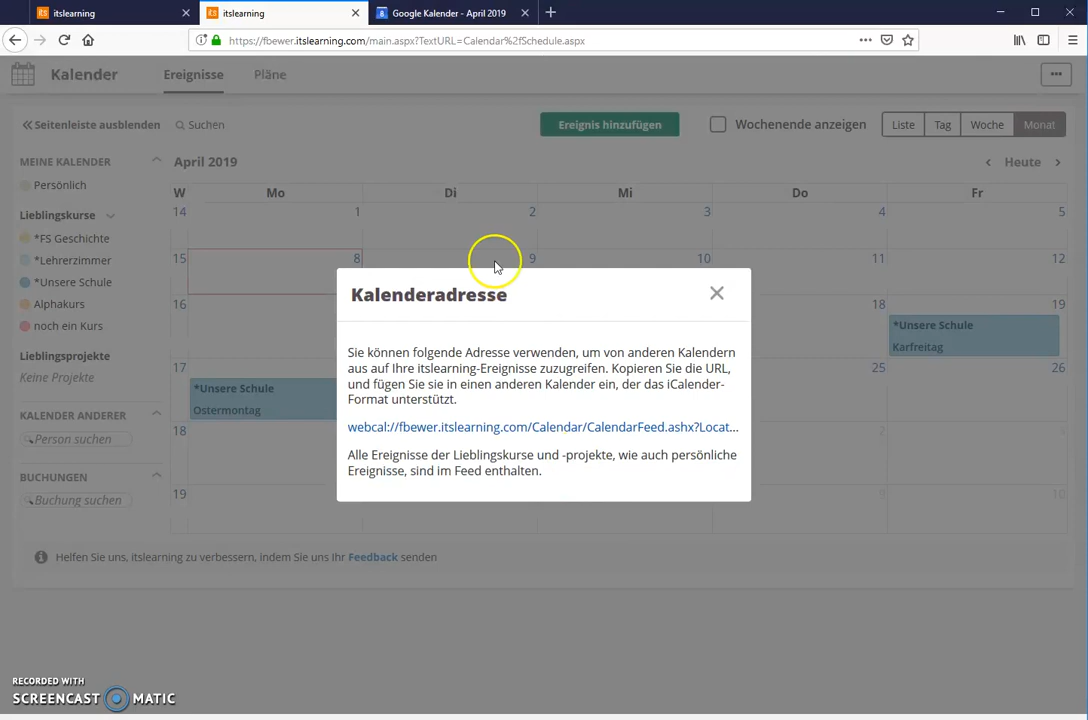 itslearning
itslearning
Google Kalender - April 2019
https://fbewer.itslearning.com/main.aspx?TextURL=Calendar%2fSchedule.aspx
Kalender
Ereignisse
Pläne
Seitenleiste ausblenden
Suchen
Ereignis hinzufügen
Wochenende anzeigen
Liste
Tag
Woche
Monat
MEINE KALENDER
Persönlich
Lieblingskurse
*FS Geschichte
*Lehrerzimmer
*Unsere Schule
Alphakurs
noch ein Kurs
Lieblingsprojekte
Keine Projekte
KALENDER ANDERER
Person suchen
BUCHUNGEN
Buchung suchen
April 2019
Heute
W Mo Di Mi Do Fr
14 1 2 3 4 5
15 8 9 10 11 12
16 18 19
*Unsere Schule
Karfreitag
17 25 26
*Unsere Schule
Ostermontag
18 2 3
19 9 10
Kalenderadresse
Sie können folgende Adresse verwenden, um von anderen Kalendern
aus auf Ihre itslearning-Ereignisse zuzugreifen. Kopieren Sie die URL,
und fügen Sie sie in einen anderen Kalender ein, der das iCalender-
Format unterstützt.
webcal://fbewer.itslearning.com/Calendar/CalendarFeed.ashx?Locat...
Alle Ereignisse der Lieblingskurse und -projekte, wie auch persönliche
Ereignisse, sind im Feed enthalten.
Helfen Sie uns, itslearning zu verbessern, indem Sie uns Ihr Feedback senden
RECORDED WITH
SCREENCAST MATIC